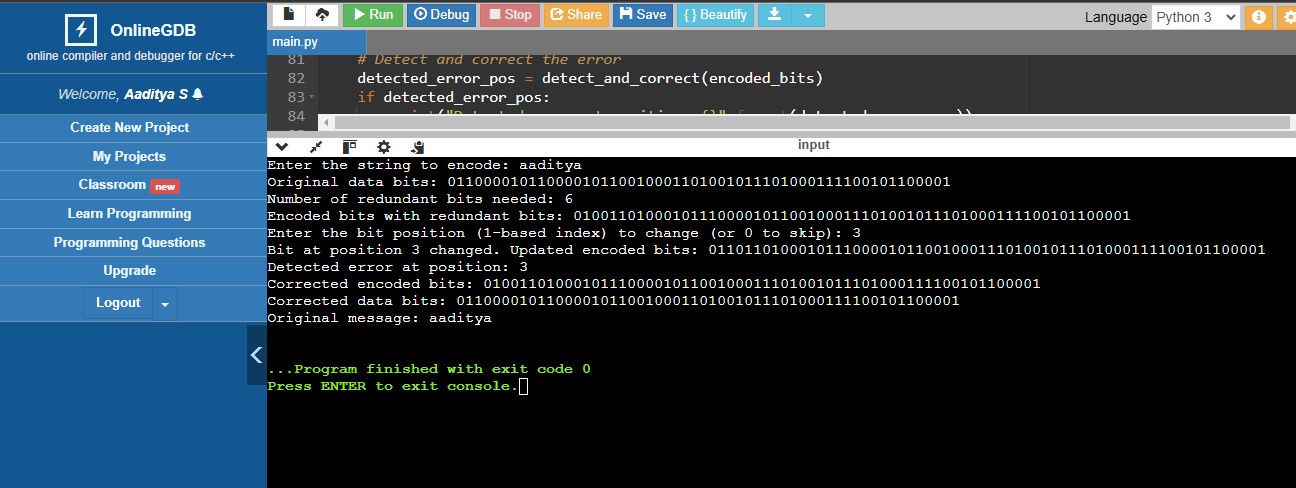 OnlineGDB
online compiler and debugger for c/c++
Welcome, Aaditya S
Create New Project
My Projects
Classroom new
Learn Programming
Programming Questions
Upgrade
Logout
Run Debug Stop Share Save { } Beautify Language Python 3
main.py
81 # Detect and correct the error
82 detected_error_pos = detect_and_correct(encoded_bits)
83 if detected_error_pos:
84
input
Enter the string to encode: aaditya
Original data bits: 01100001011000010110010001101001011101000111100101100001
Number of redundant bits needed: 6
Encoded bits with redundant bits: 01001101000101110000101100100011101001011101000111100101100001
Enter the bit position (1-based index) to change (or 0 to skip): 3
Bit at position 3 changed. Updated encoded bits: 01101101000101110000101100100011101001011101000111100101100001
Detected error at position: 3
Corrected encoded bits: 01001101000101110000101100100011101001011101000111100101100001
Corrected data bits: 01100001011000010110010001101001011101000111100101100001
Original message: aaditya
...Program finished with exit code 0
Press ENTER to exit console.